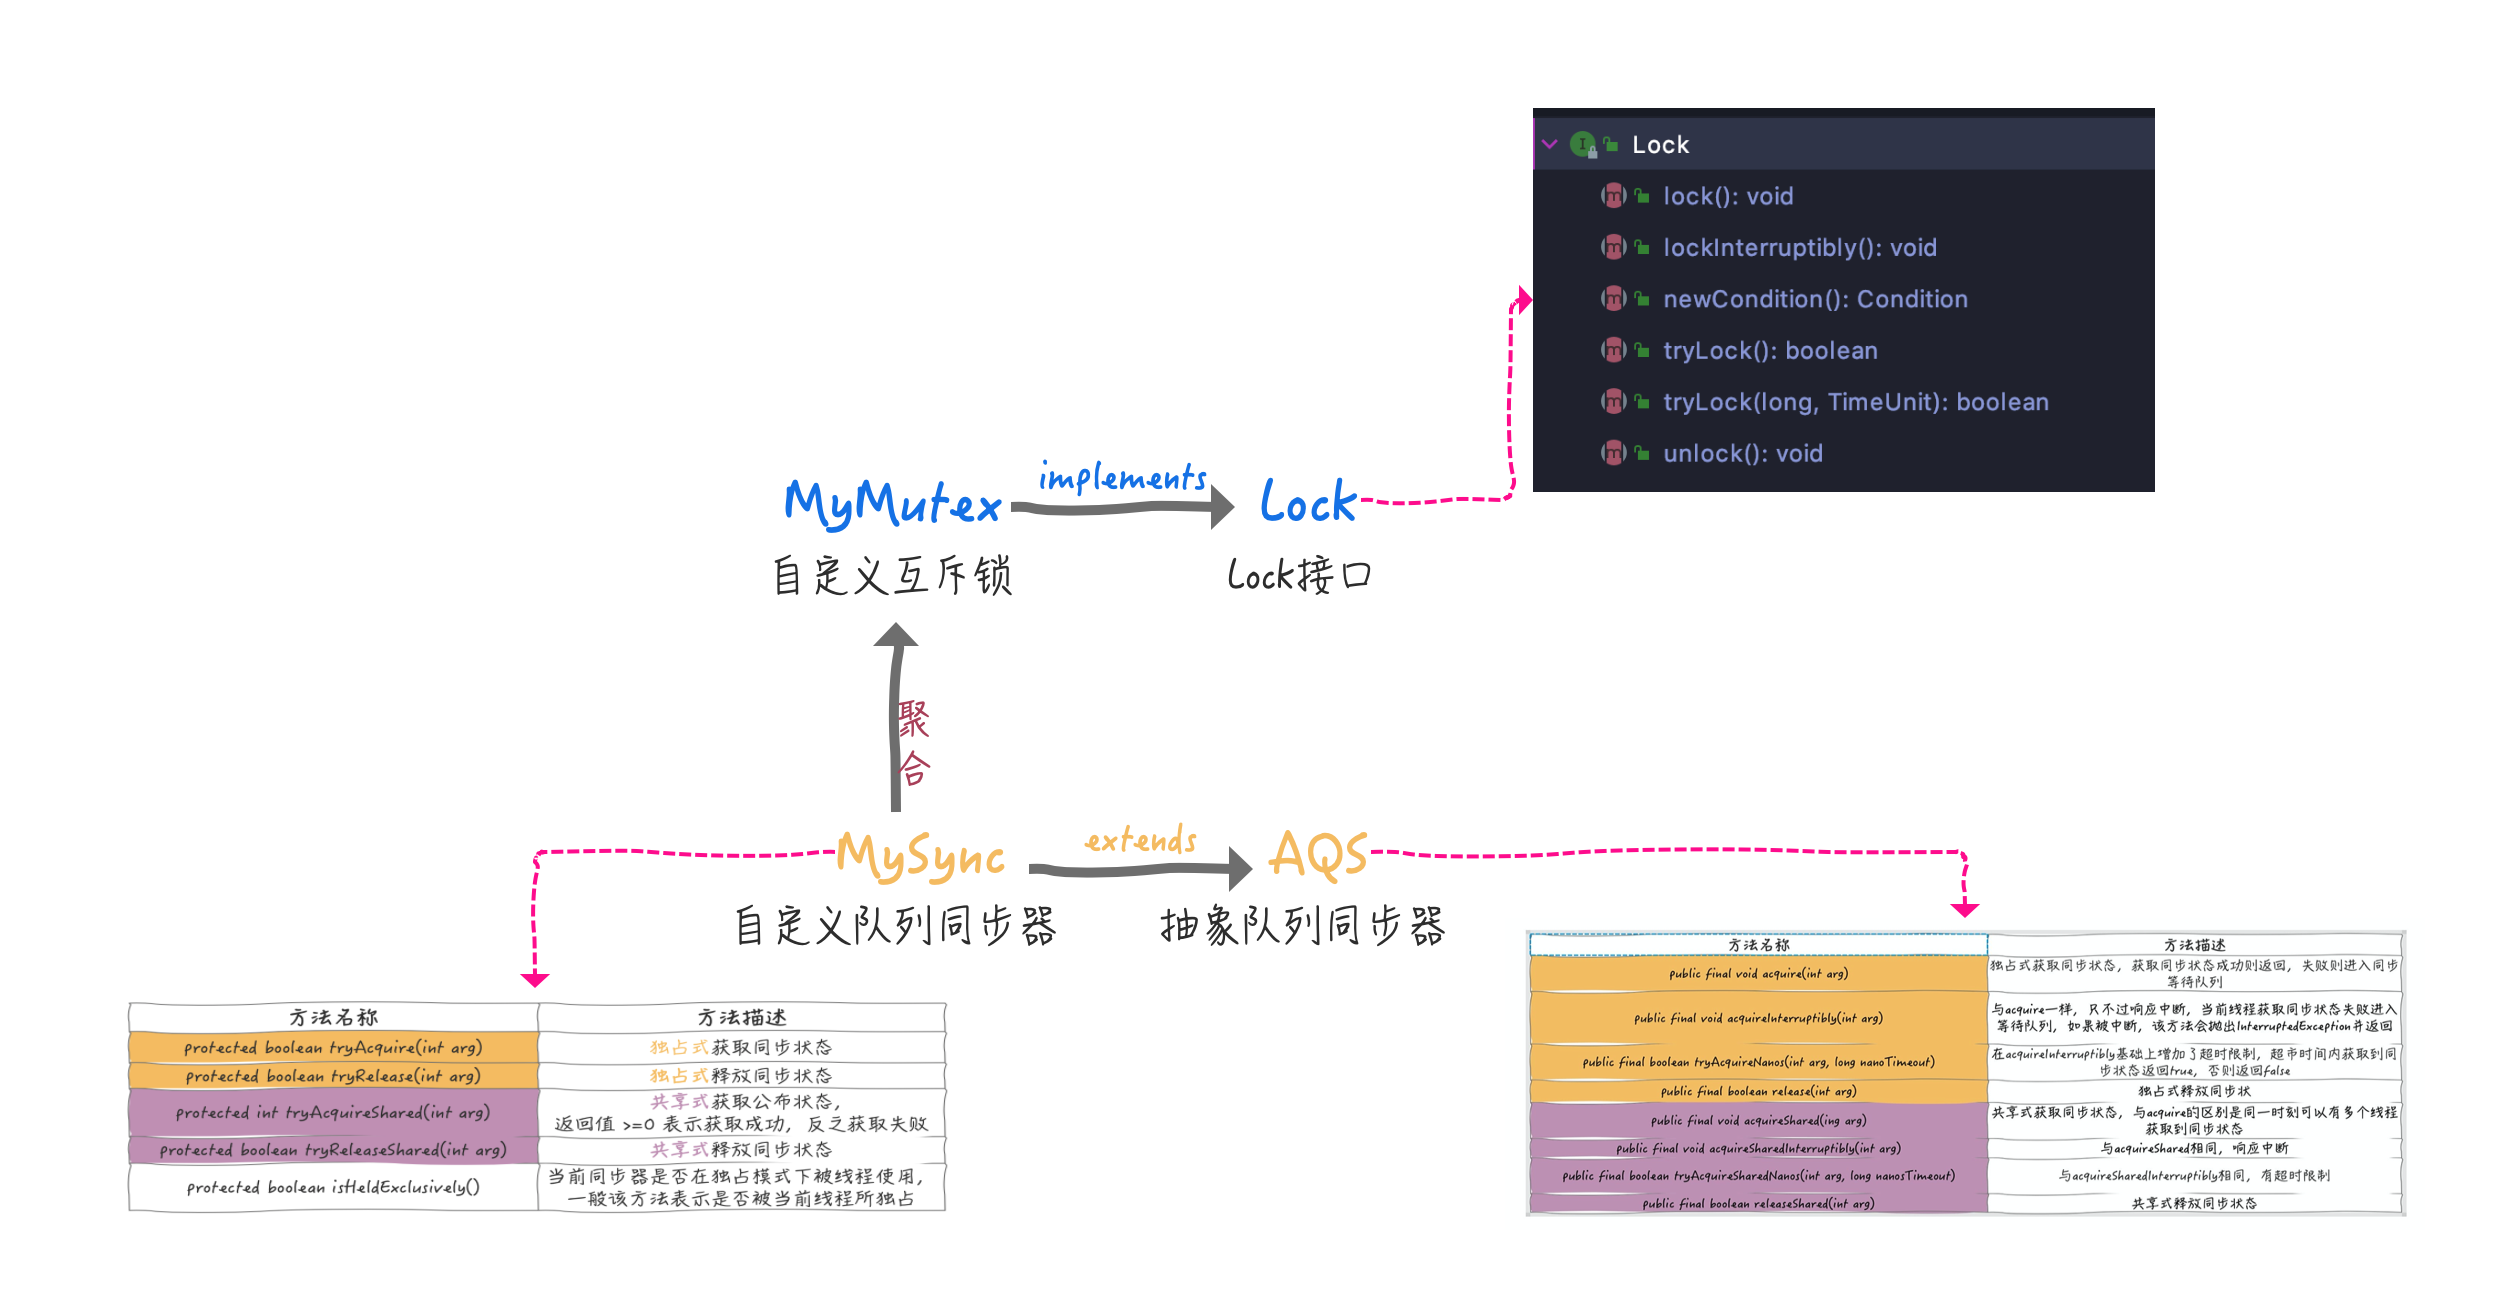 Lock
lock(): void
lockInterruptibly(): void
newCondition(): Condition
tryLock(): boolean
tryLock(long, TimeUnit): boolean
unlock(): void
MyMutex
implements
Lock
自定义互斥锁
Lock接口
聚
合
MySync
extends
AQS
自定义队列同步器
抽象队列同步器
方法名称
方法描述
protected boolean tryAcquire(int arg)
独占式获取同步状态
protected boolean tryRelease(int arg)
独占式释放同步状态
protected int tryAcquireShared(int arg)
共享式获取公布状态,
返回值 >=0 表示获取成功, 反之获取失败
protected boolean tryReleaseShared(int arg)
共享式释放同步状态
protected boolean isHeldExclusively()
当前同步器是否在独占模式下被线程使用,
一般该方法表示是否被当前线程所独占
方法名称
方法描述
public final void acquire(int arg)
独占式获取同步状态, 获取同步状态成功则返回, 失败则进入同步
等待队列
public final void acquireInterruptibly(int arg)
与acquire一样, 只不过响应中断, 当前线程获取同步状态失败进入
等待队列, 如果被中断, 该方法会抛出InterruptedException并返回
public final boolean tryAcquireNanos(int arg, long nanoTimeout)
在acquireInterruptibly基础上增加了超时限制, 超市时间内获取到同
步状态返回true, 否则返回false
public final boolean release(int arg)
独占式释放同步状
public final void acquireShared(ing arg)
共享式获取同步状态, 与acquire的区别是同一时刻可以有多个线程
获取到同步状态
public final void acquireSharedInterruptibly(int arg)
与acquireShared相同, 响应中断
public final boolean tryAcquireSharedNanos(int arg, long nanosTimeout)
与acquireSharedInterruptibly相同, 有超时限制
public final boolean releaseShared(int arg)
共享式释放同步状态